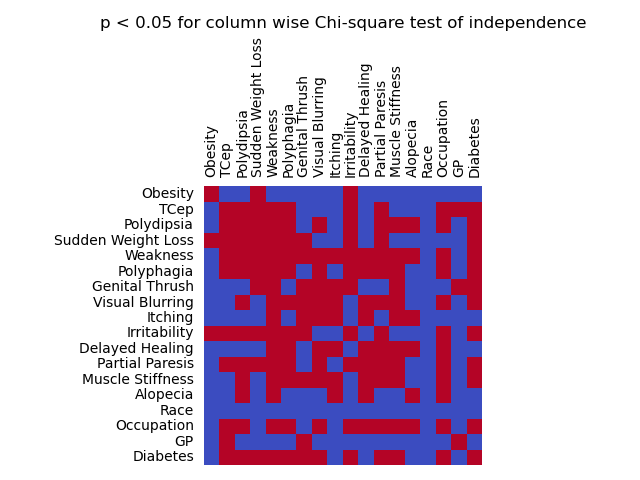 p < 0.05 for column wise Chi-square test of independence
Obesity
TCep
Polydipsia
Sudden Weight Loss
Weakness
Polyphagia
Genital Thrush
Visual Blurring
Itching
Irritability
Delayed Healing
Partial Paresis
Muscle Stiffness
Alopecia
Race
Occupation
GP
Diabetes
Obesity
TCep
Polydipsia
Sudden Weight Loss
Weakness
Polyphagia
Genital Thrush
Visual Blurring
Itching
Irritability
Delayed Healing
Partial Paresis
Muscle Stiffness
Alopecia
Race
Occupation
GP
Diabetes